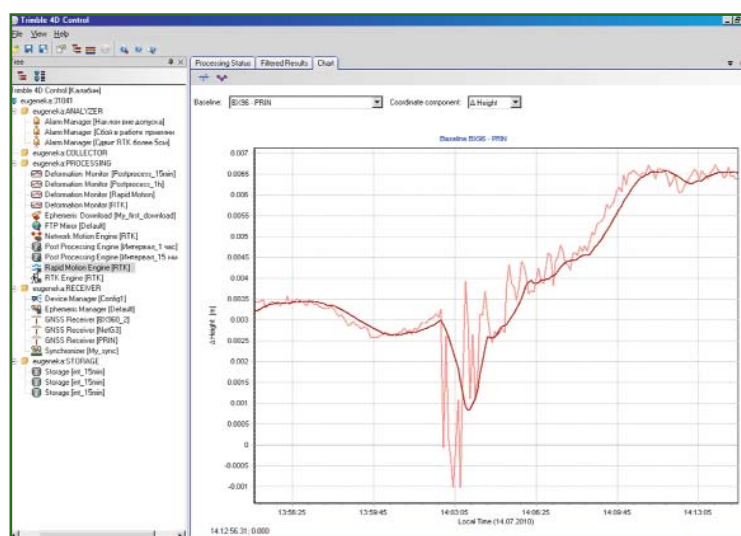 Trimble 4D Control
File View Help
Tree
Trimble 4D Control [Калабин]
eugeneka:31041
eugeneka:ANALYZER
Alarm Manager [Наклон вне допуска]
Alarm Manager [Сбой в работе приемни
Alarm Manager [Сдвиг RTK более 5см]
eugeneka:COLLECTOR
eugeneka:PROCESSING
Deformation Monitor [Postprocess_15min]
Deformation Monitor [Postprocess_1h]
Deformation Monitor [Rapid Motion]
Deformation Monitor [RTK]
Ephemeris Download [My_first_download]
FTP Mirror [Default]
Network Motion Engine [RTK]
Post Processing Engine [Интервал_1 час]
Post Processing Engine [Интервал_15 ми
Rapid Motion Engine [RTK]
RTK Engine [RTK]
eugeneka:RECEIVER
Device Manager [Config1]
Ephemeris Manager [Default]
GNSS Receiver [BX960_2]
GNSS Receiver [NetG3]
GNSS Receiver [PRIN]
Synchronizer [My_sync]
eugeneka:STORAGE
Storage [int_15min]
Storage [int_15min]
Storage [int_15min]
Processing Status Filtered Results Chart
Baseline: BX96 - PRIN Coordinate component: Δ Height
Baseline BX96 - PRIN
0.007
0.0065
0.006
0.0055
0.005
0.0045
0.004
0.0035
0.003
0.0025
0.002
0.0015
0.001
0.0005
0
-0.0005
-0.001
Δ Height [m]
13:56:25 13:59:45 14:03:05 14:06:25 14:09:45 14:13:05
Local Time (14.07.2010)
14:12:56.31; 0.000